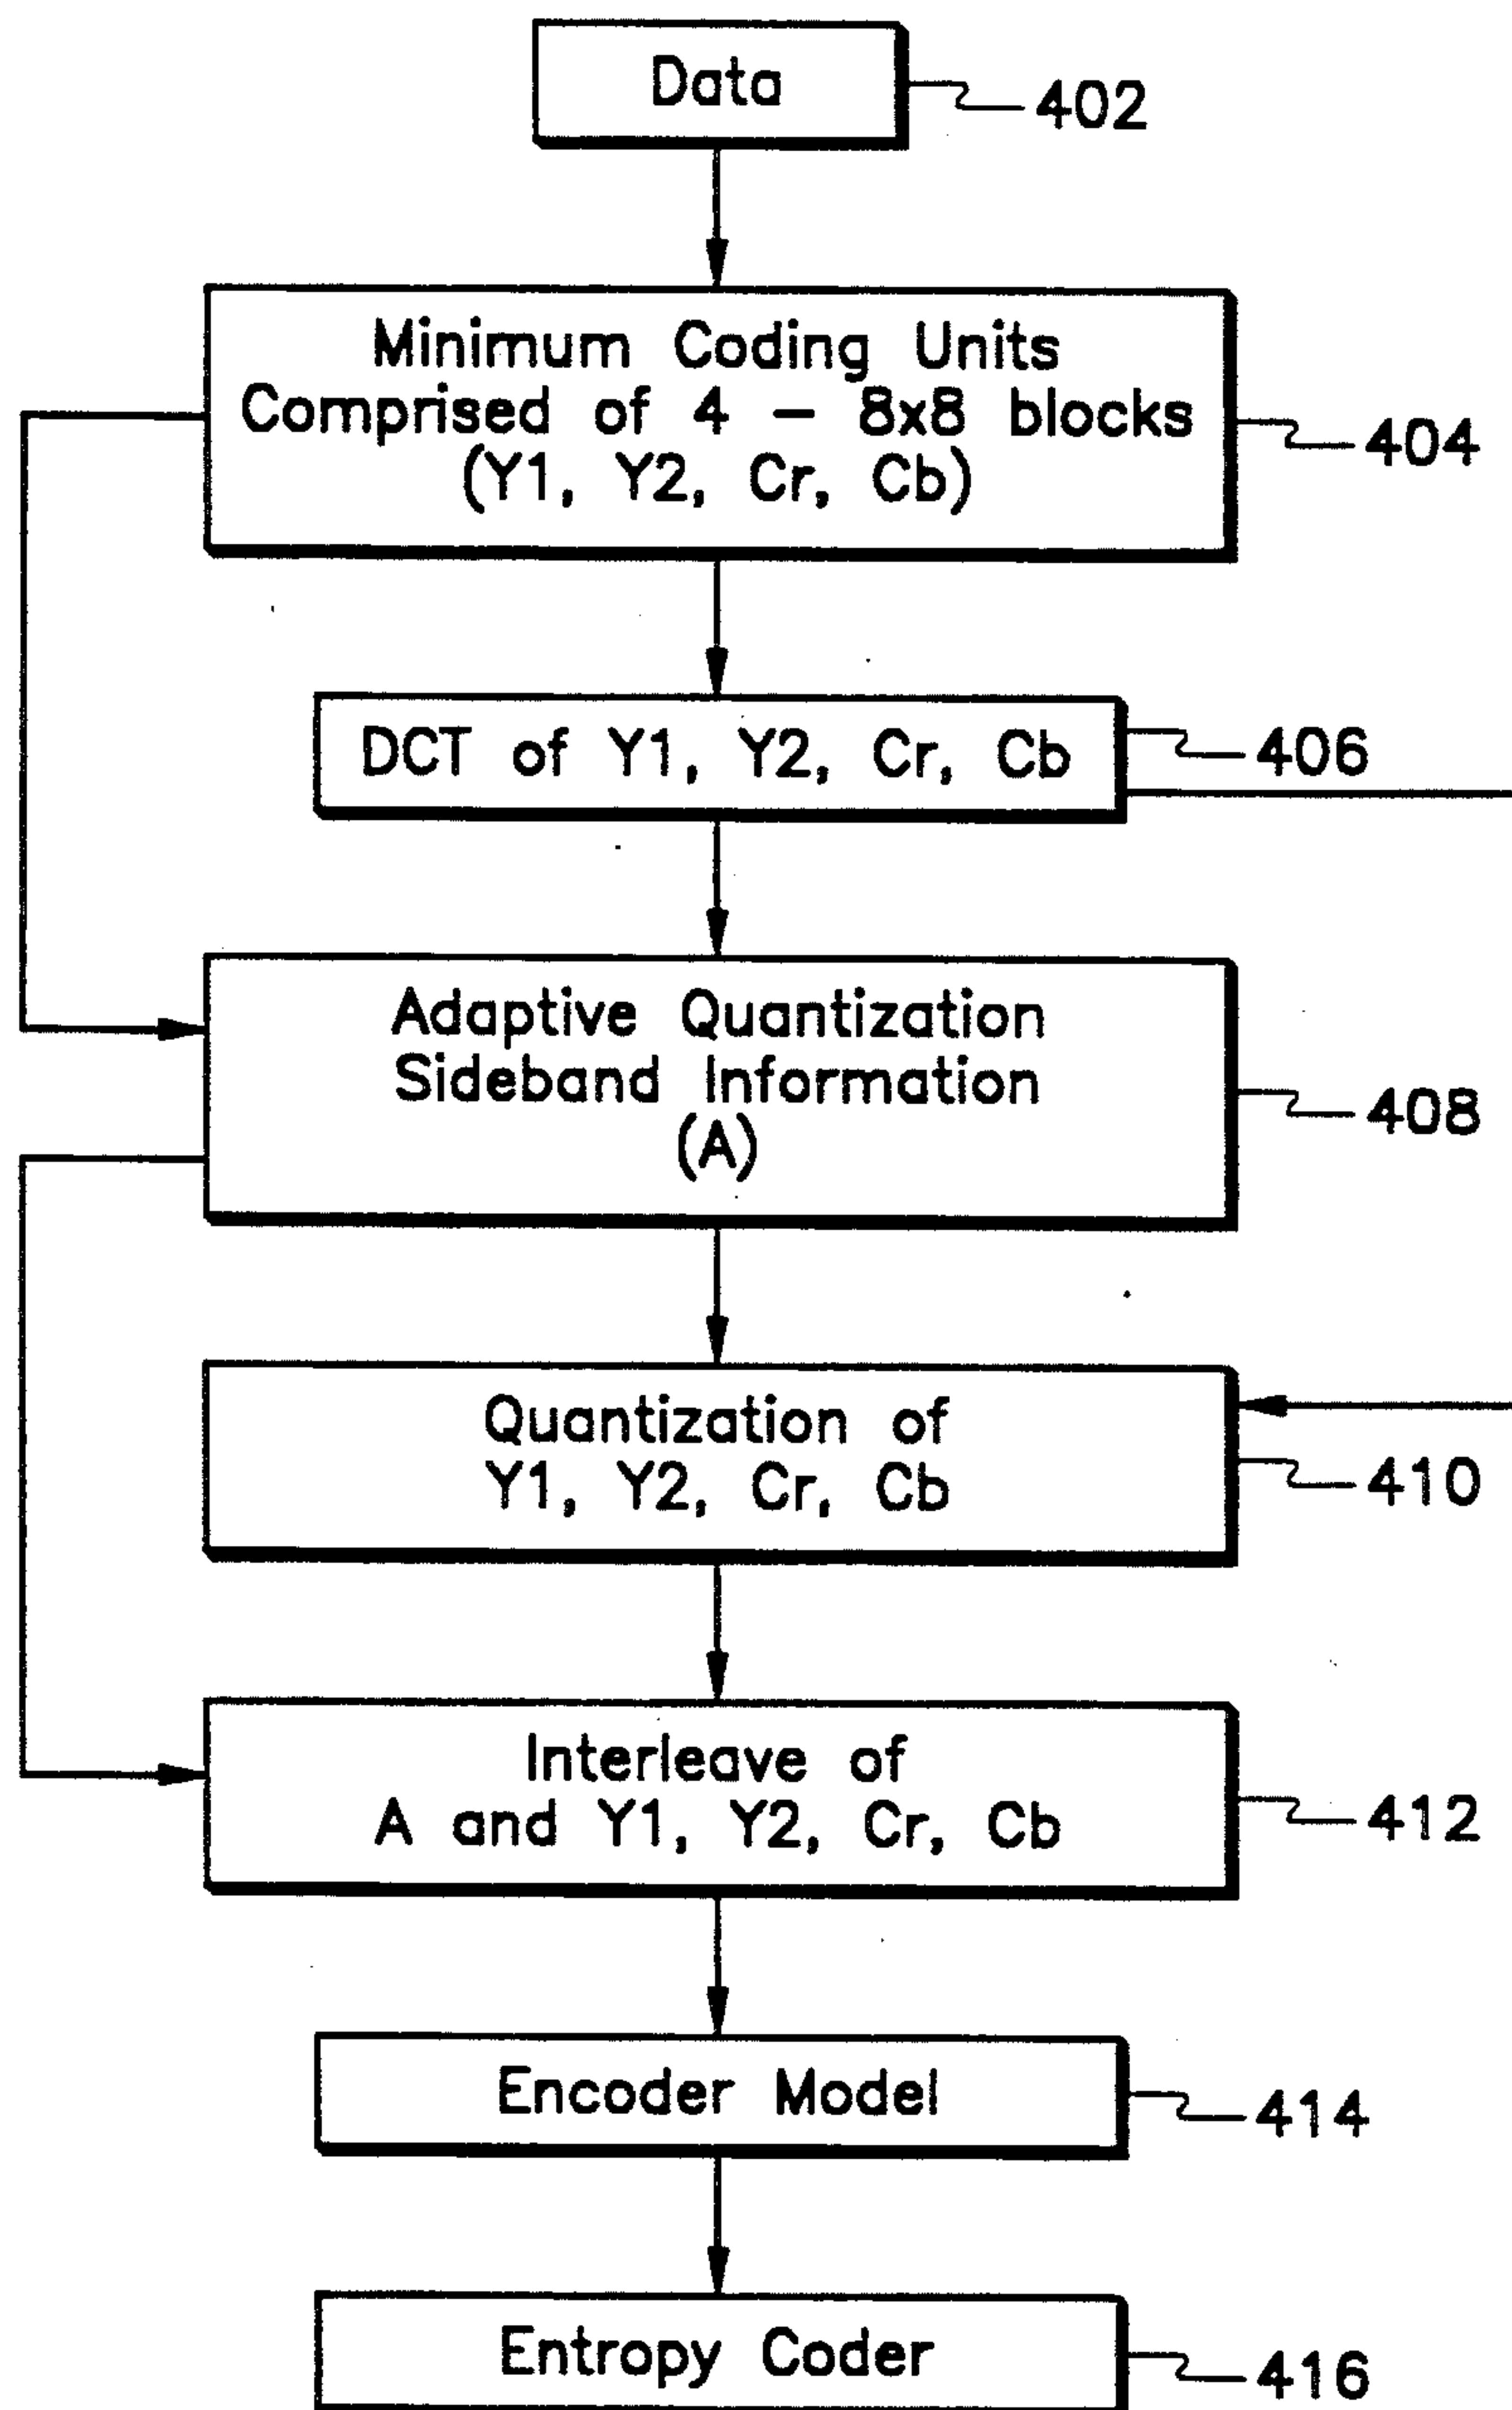 Data
402
Minimum Coding Units
Comprised of 4 - 8x8 blocks
(Y1, Y2, Cr, Cb)
404
DCT of Y1, Y2, Cr, Cb
406
Adaptive Quantization
Sideband Information
(A)
408
Quantization of
Y1, Y2, Cr, Cb
410
Interleave of
A and Y1, Y2, Cr, Cb
412
Encoder Model
414
Entropy Coder
416